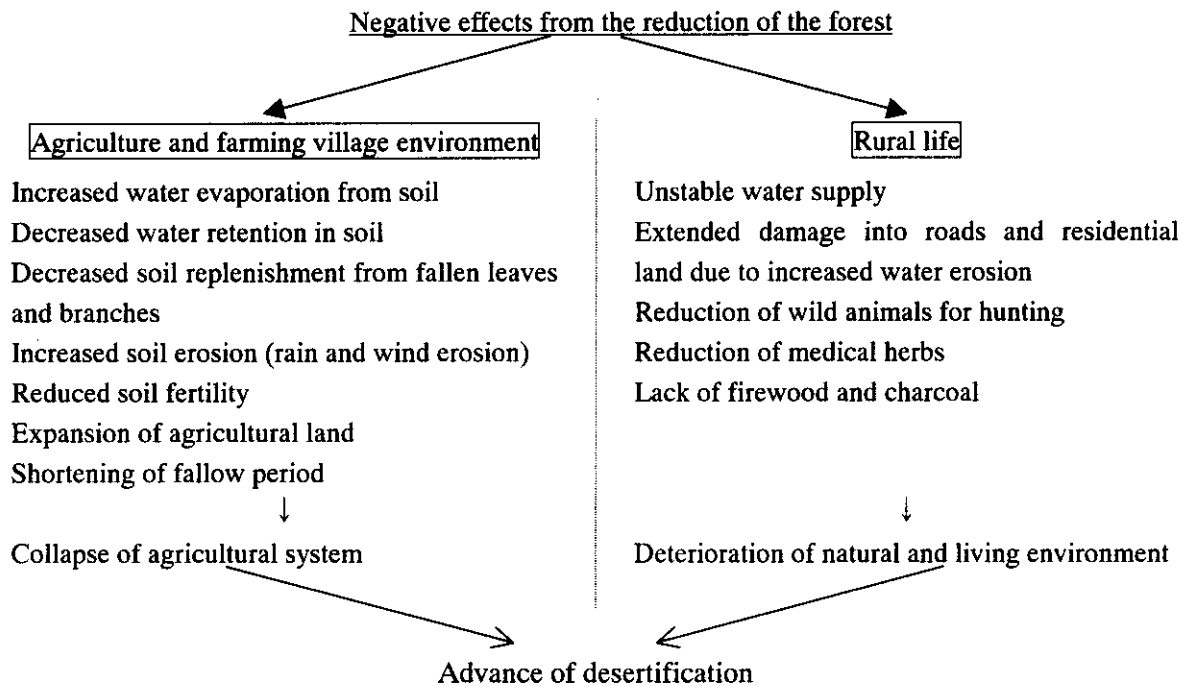 Negative effects from the reduction of the forest
Agriculture and farming village environment
Increased water evaporation from soil
Decreased water retention in soil
Decreased soil replenishment from fallen leaves
and branches
Increased soil erosion (rain and wind erosion)
Reduced soil fertility
Expansion of agricultural land
Shortening of fallow period
↓
Collapse of agricultural system
Rural life
Unstable water supply
Extended damage into roads and residential
land due to increased water erosion
Reduction of wild animals for hunting
Reduction of medical herbs
Lack of firewood and charcoal
↓
Deterioration of natural and living environment
Advance of desertification